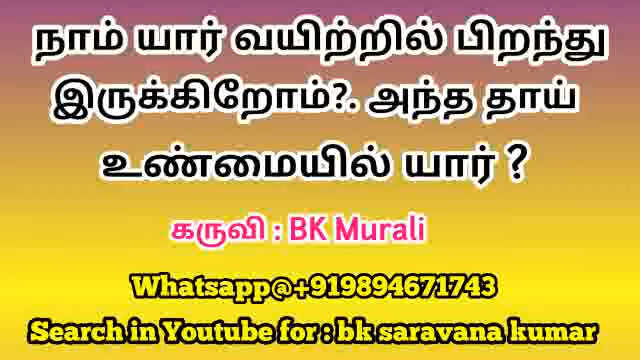 நாம் யார் வயிற்றில் பிறந்து
இருக்கிறோம்?. அந்த தாய்
உண்மையில் யார் ?
கருவி : BK Murali
Whatsapp@+919894671743
Search in Youtube for : bk saravana kumar